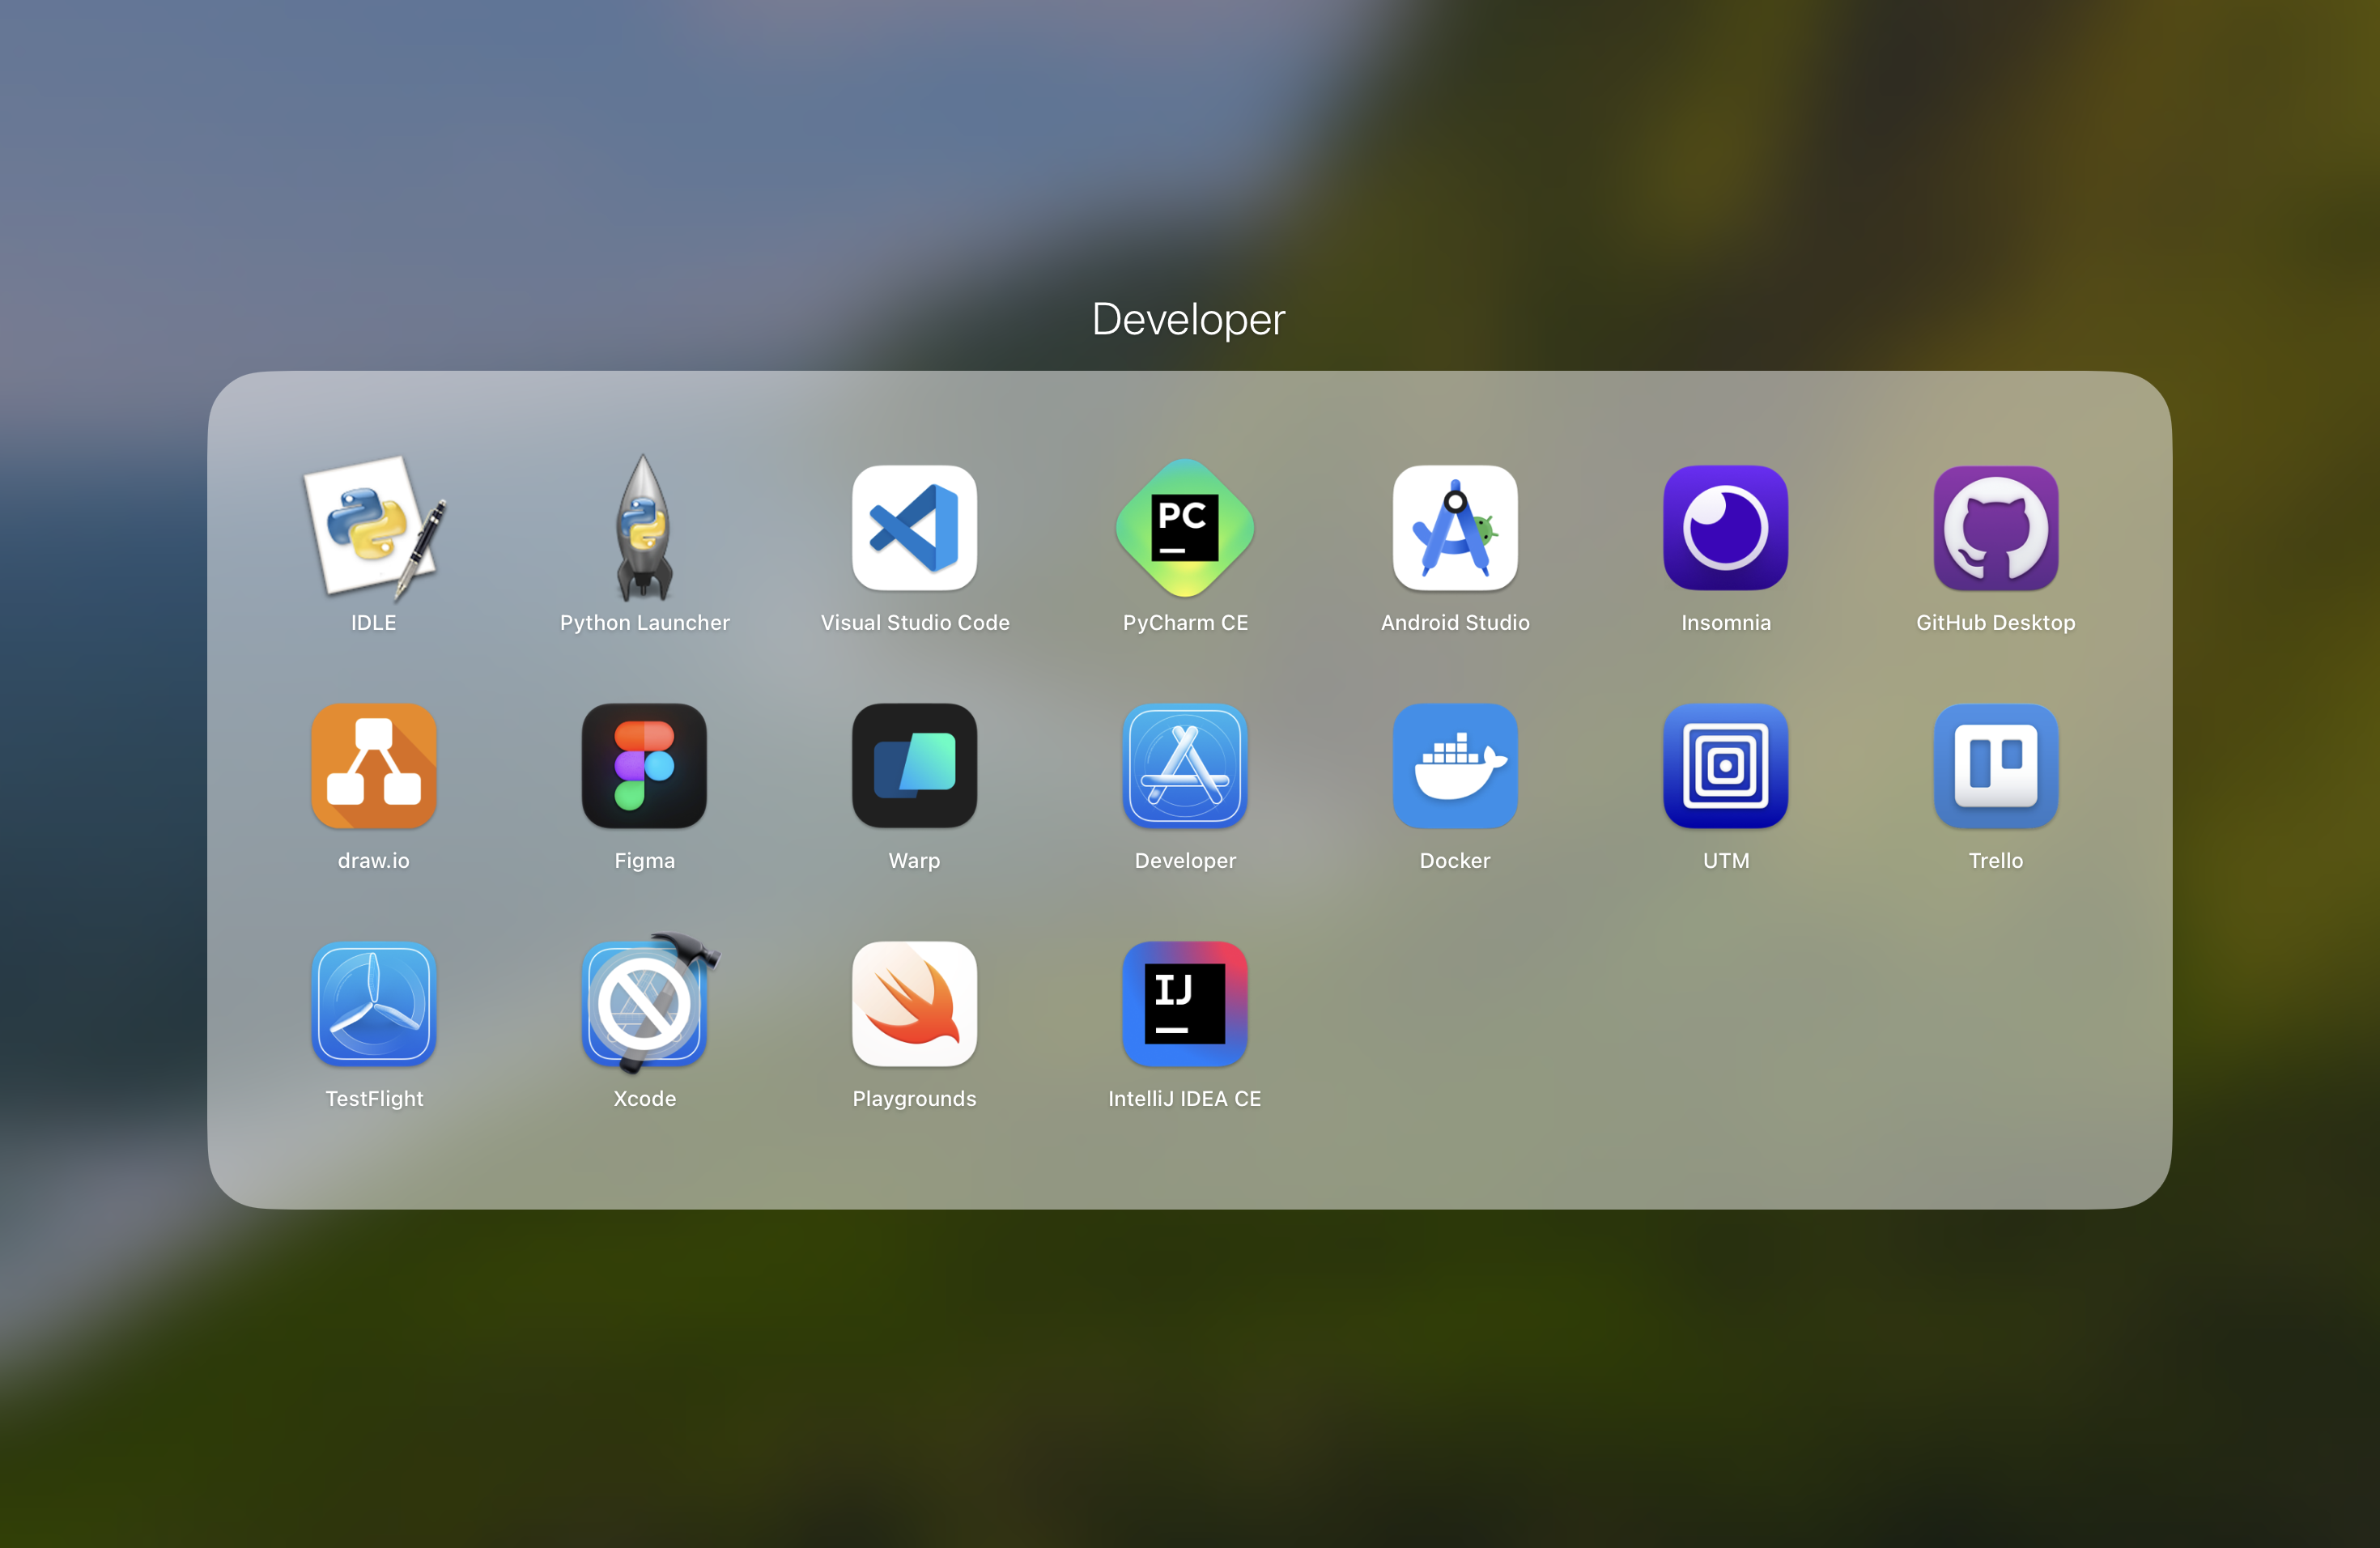 Developer
IDLE
Python Launcher
Visual Studio Code
PC
PyCharm CE
Android Studio
Insomnia
GitHub Desktop
draw.io
Figma
Warp
Developer
Docker
UTM
Trello
TestFlight
Xcode
Playgrounds
IJ
IntelliJ IDEA CE